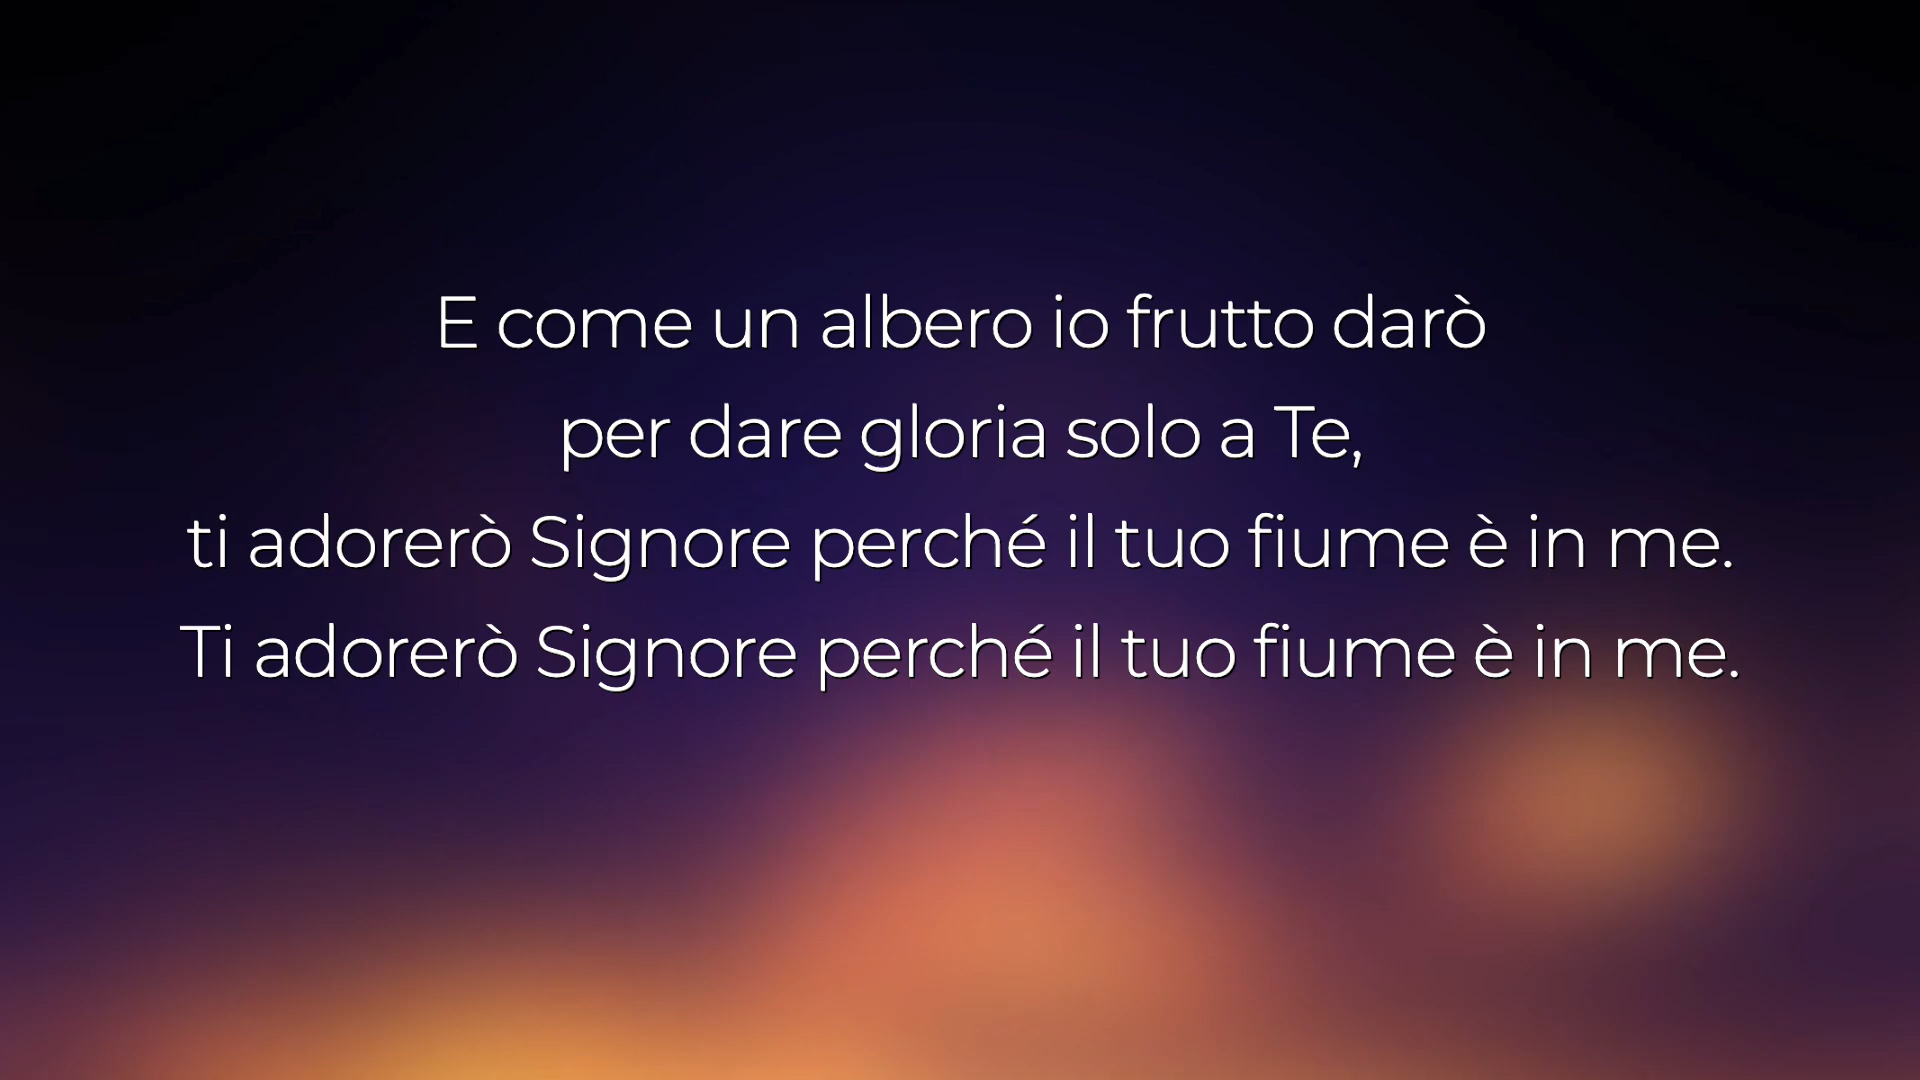 E come un albero io frutto darò
per dare gloria solo a Te,
ti adorerò Signore perché il tuo fiume è in me.
Ti adorerò Signore perché il tuo fiume è in me.